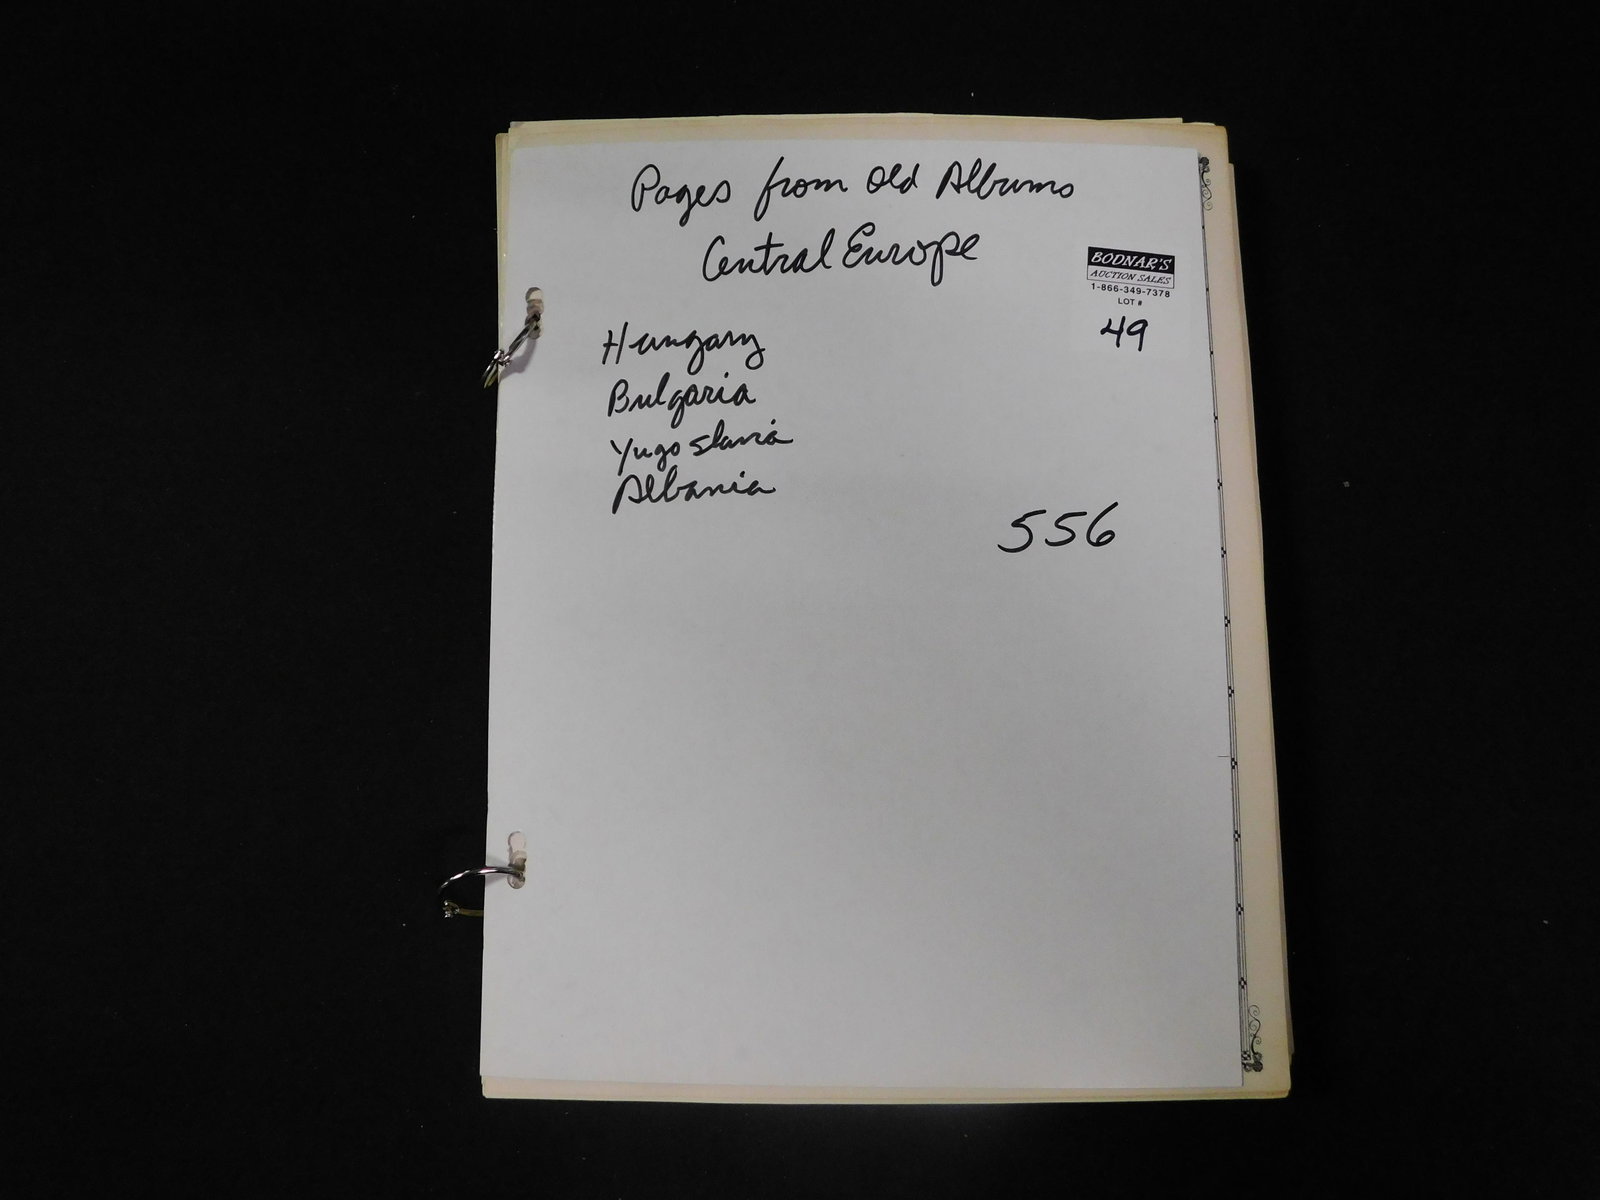 Pages from Old Albums
Central Europe
BODNAR'S
AUCTION SALES
1-866-349-7378
LOT #
49
Hungary
Bulgaria
Yugoslavia
Albania
556